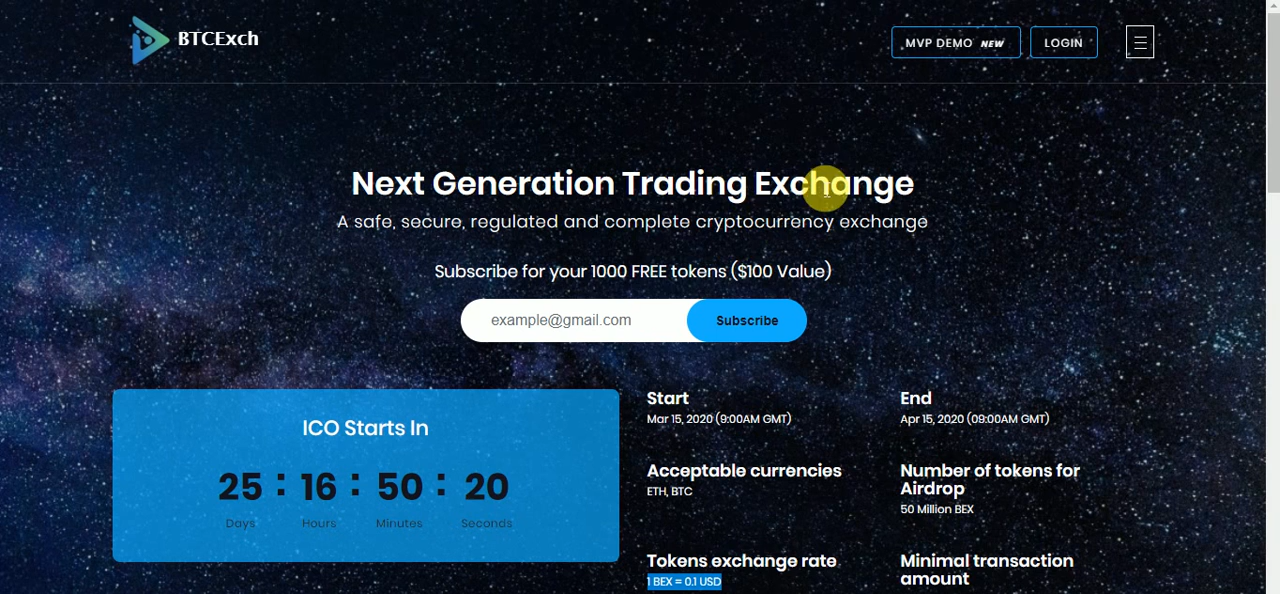 BTCExch
MVP DEMO NEW
LOGIN
Next Generation Trading Exchange
A safe, secure, regulated and complete cryptocurrency exchange
Subscribe for your 1000 FREE tokens ($100 Value)
example@gmail.com
Subscribe
ICO Starts In
25 : 16 : 50 : 20
Days Hours Minutes Seconds
Start
Mar 15, 2020 (9:00AM GMT)
End
Apr 15, 2020 (09:00AM GMT)
Acceptable currencies
ETH, BTC
Number of tokens for
Airdrop
50 Million BEX
Tokens exchange rate
1 BEX = 0.1 USD
Minimal transaction
amount